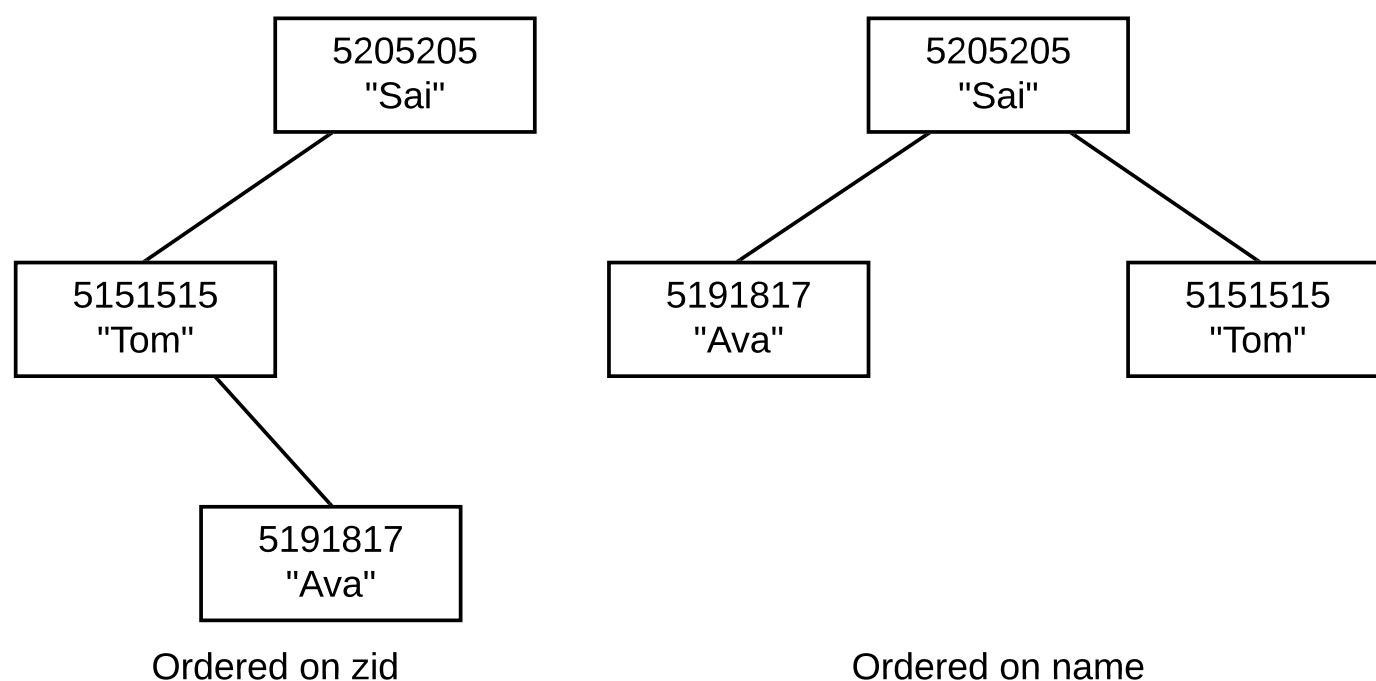 5205205
"Sai"
5151515
"Tom"
5191817
"Ava"
Ordered on zid
5205205
"Sai"
5191817
"Ava"
5151515
"Tom"
Ordered on name